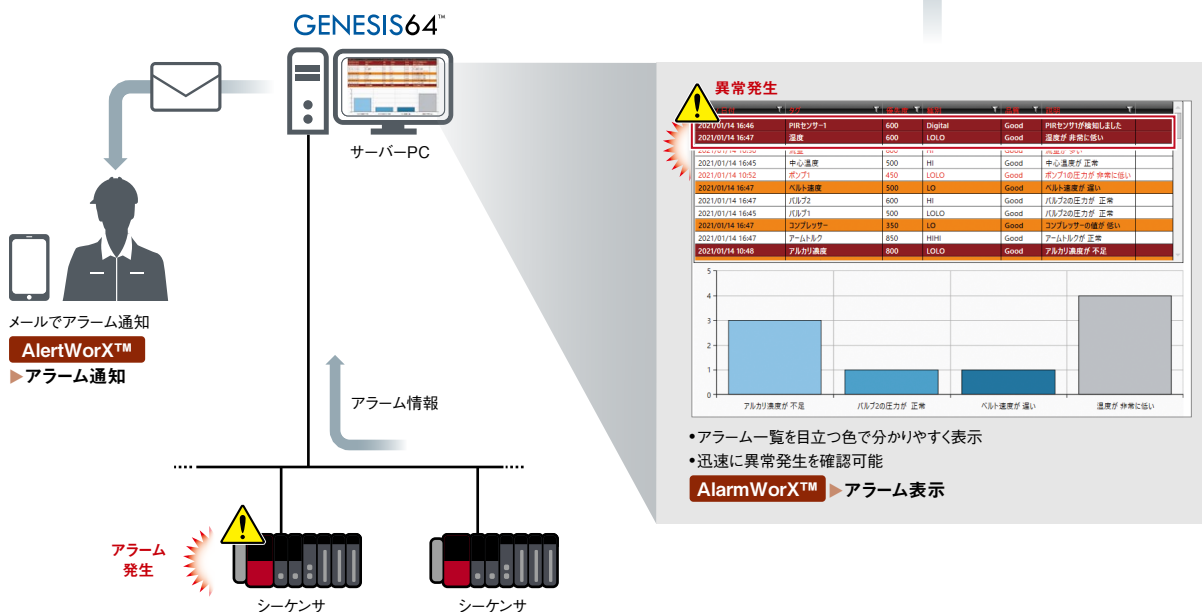 GENESIS64™
サーバーPC
メールでアラーム通知
AlertWorX™
▶アラーム通知
アラーム情報
アラーム
発生
シーケンサ
シーケンサ
異常発生
2021/01/14 16:46 PIRセンサー1 600 Digital Good PIRセンサ1が検知しました
2021/01/14 16:47 湿度 600 LOLO Good 湿度が 非常に低い
2021/01/14 16:45 中心温度 500 HI Good 中心温度が 正常
2021/01/14 10:52 ポンプ1 450 LOLO Good ポンプ1の圧力が 非常に低い
2021/01/14 16:47 ベルト速度 500 LO Good ベルト速度が 遅い
2021/01/14 16:47 バルブ2 600 HI Good バルブ2の圧力が 正常
2021/01/14 16:45 バルブ1 500 LOLO Good バルブ2の圧力が 正常
2021/01/14 16:47 コンプレッサー 350 LO Good コンプレッサーの値が 低い
2021/01/14 16:47 アームトルク 850 HIHI Good アームトルクが 正常
2021/01/14 10:48 アルカリ濃度 800 LOLO Good アルカリ濃度が 不足
5
4
3
2
1
0
アルカリ濃度が 不足 バルブ2の圧力が 正常 ベルト速度が 遅い 湿度が 非常に低い
•アラーム一覧を目立つ色で分かりやすく表示
•迅速に異常発生を確認可能
AlarmWorX™ ▶アラーム表示